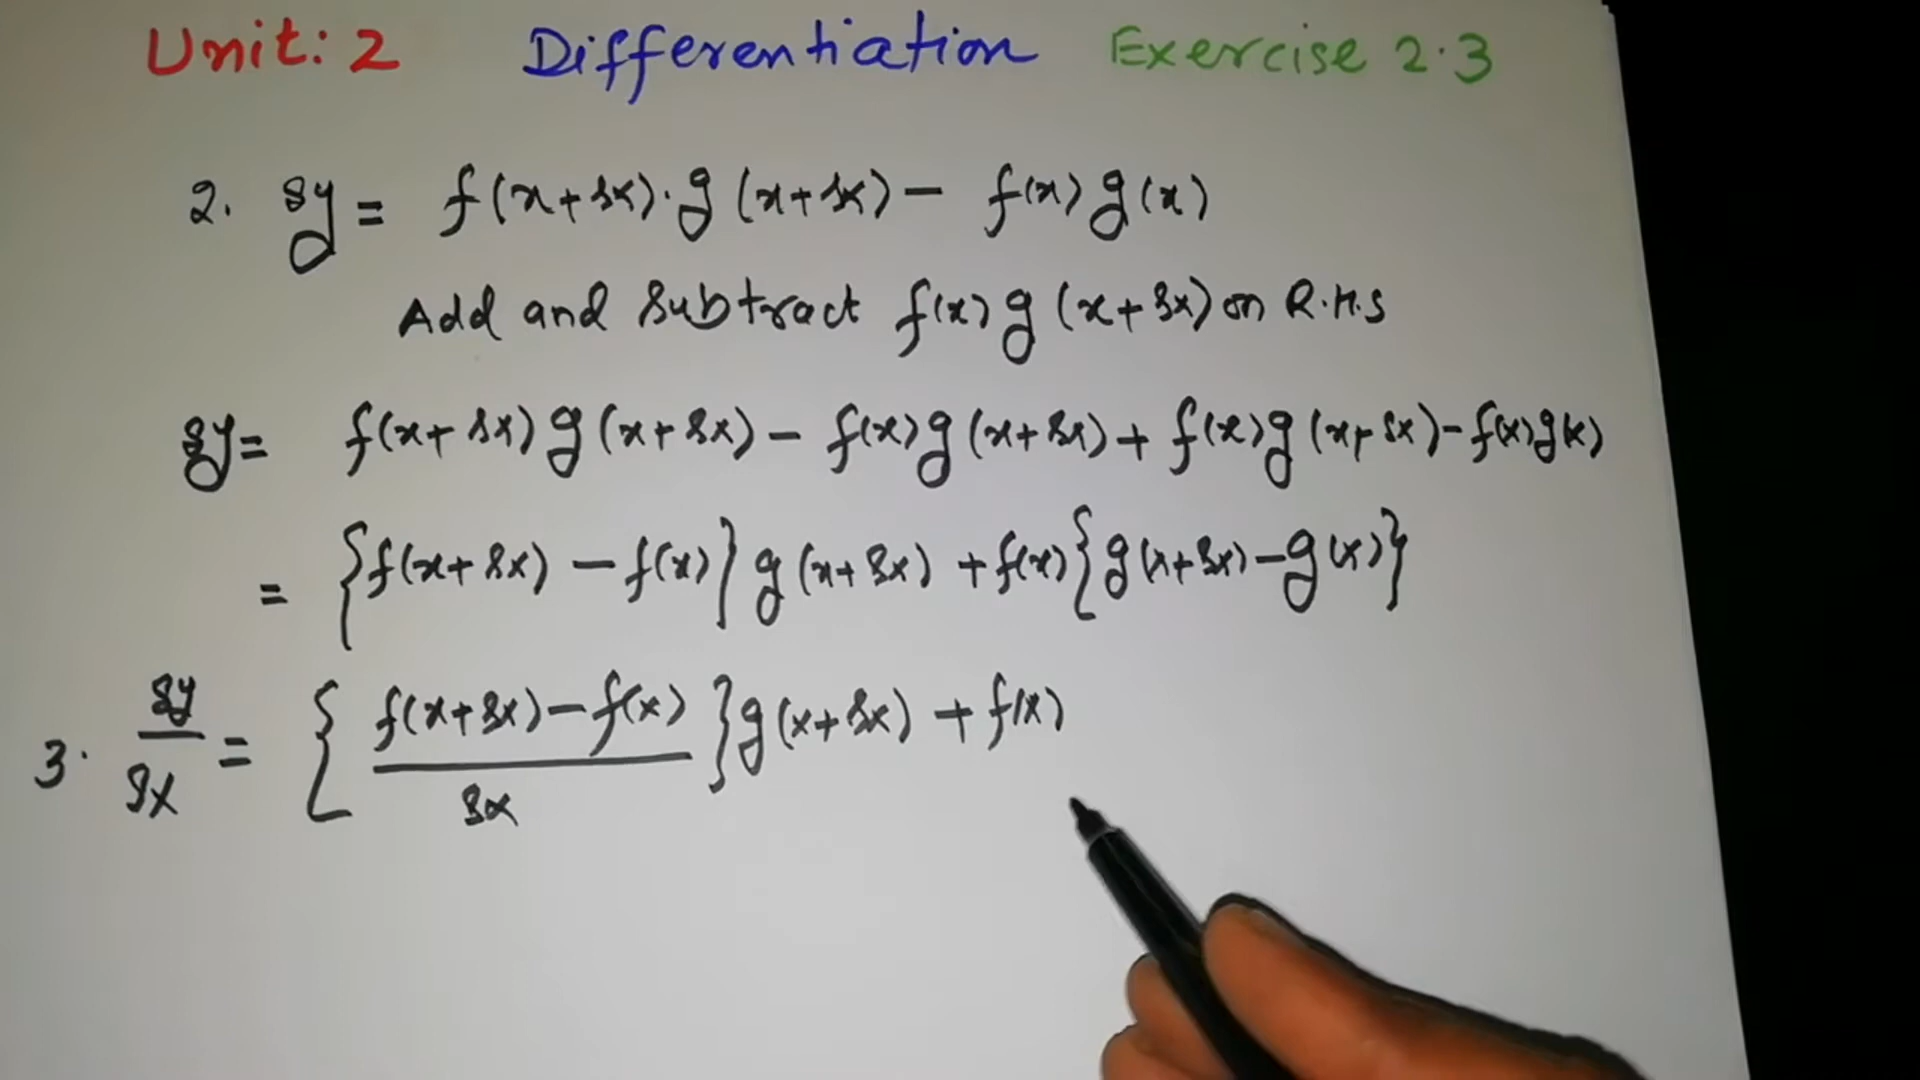 Unit: 2 Differentiation Exercise 2.3
2. δy = f(x+δx)·g(x+δx) − f(x)g(x)
Add and Subtract f(x)g(x+δx) on R.H.S
δy = f(x+δx)g(x+δx) − f(x)g(x+δx) + f(x)g(x+δx) − f(x)g(x)
= {f(x+δx) − f(x)}g(x+δx) + f(x){g(x+δx) − g(x)}
3. δy/δx = {f(x+δx) − f(x)/δx}g(x+δx) + f(x)